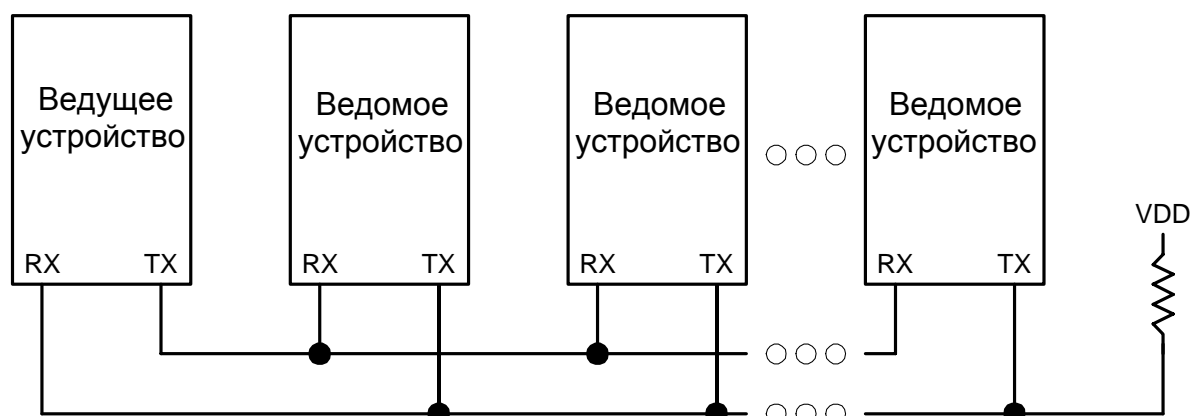 Ведущее
устройство
Ведомое
устройство
Ведомое
устройство
Ведомое
устройство
VDD
RX TX
RX TX
RX TX
RX TX